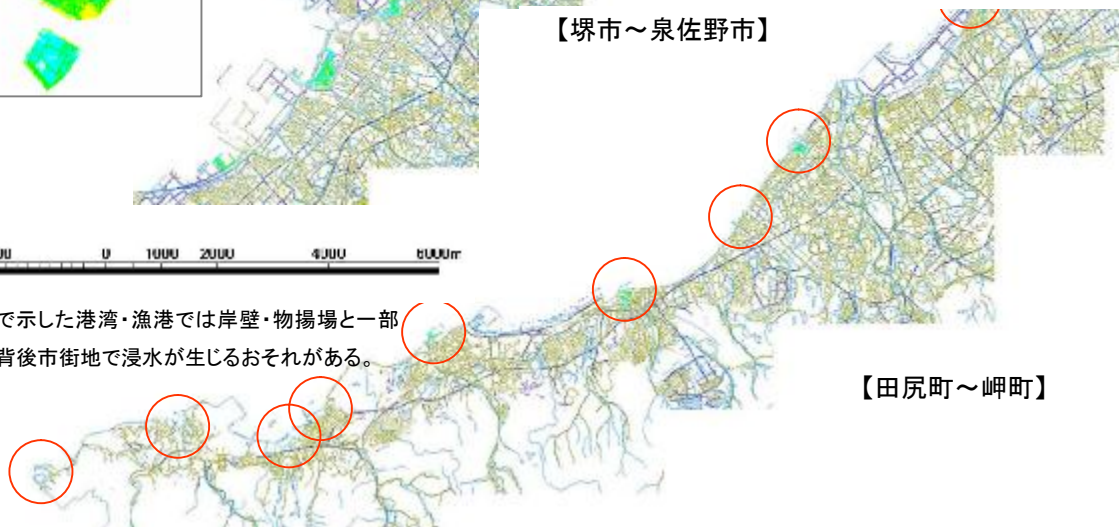 【堺市～泉佐野市】
0 1000 2000 4000 6000m
で示した港湾・漁港では岸壁・物揚場と一部
背後市街地で浸水が生じるおそれがある。
【田尻町～岬町】